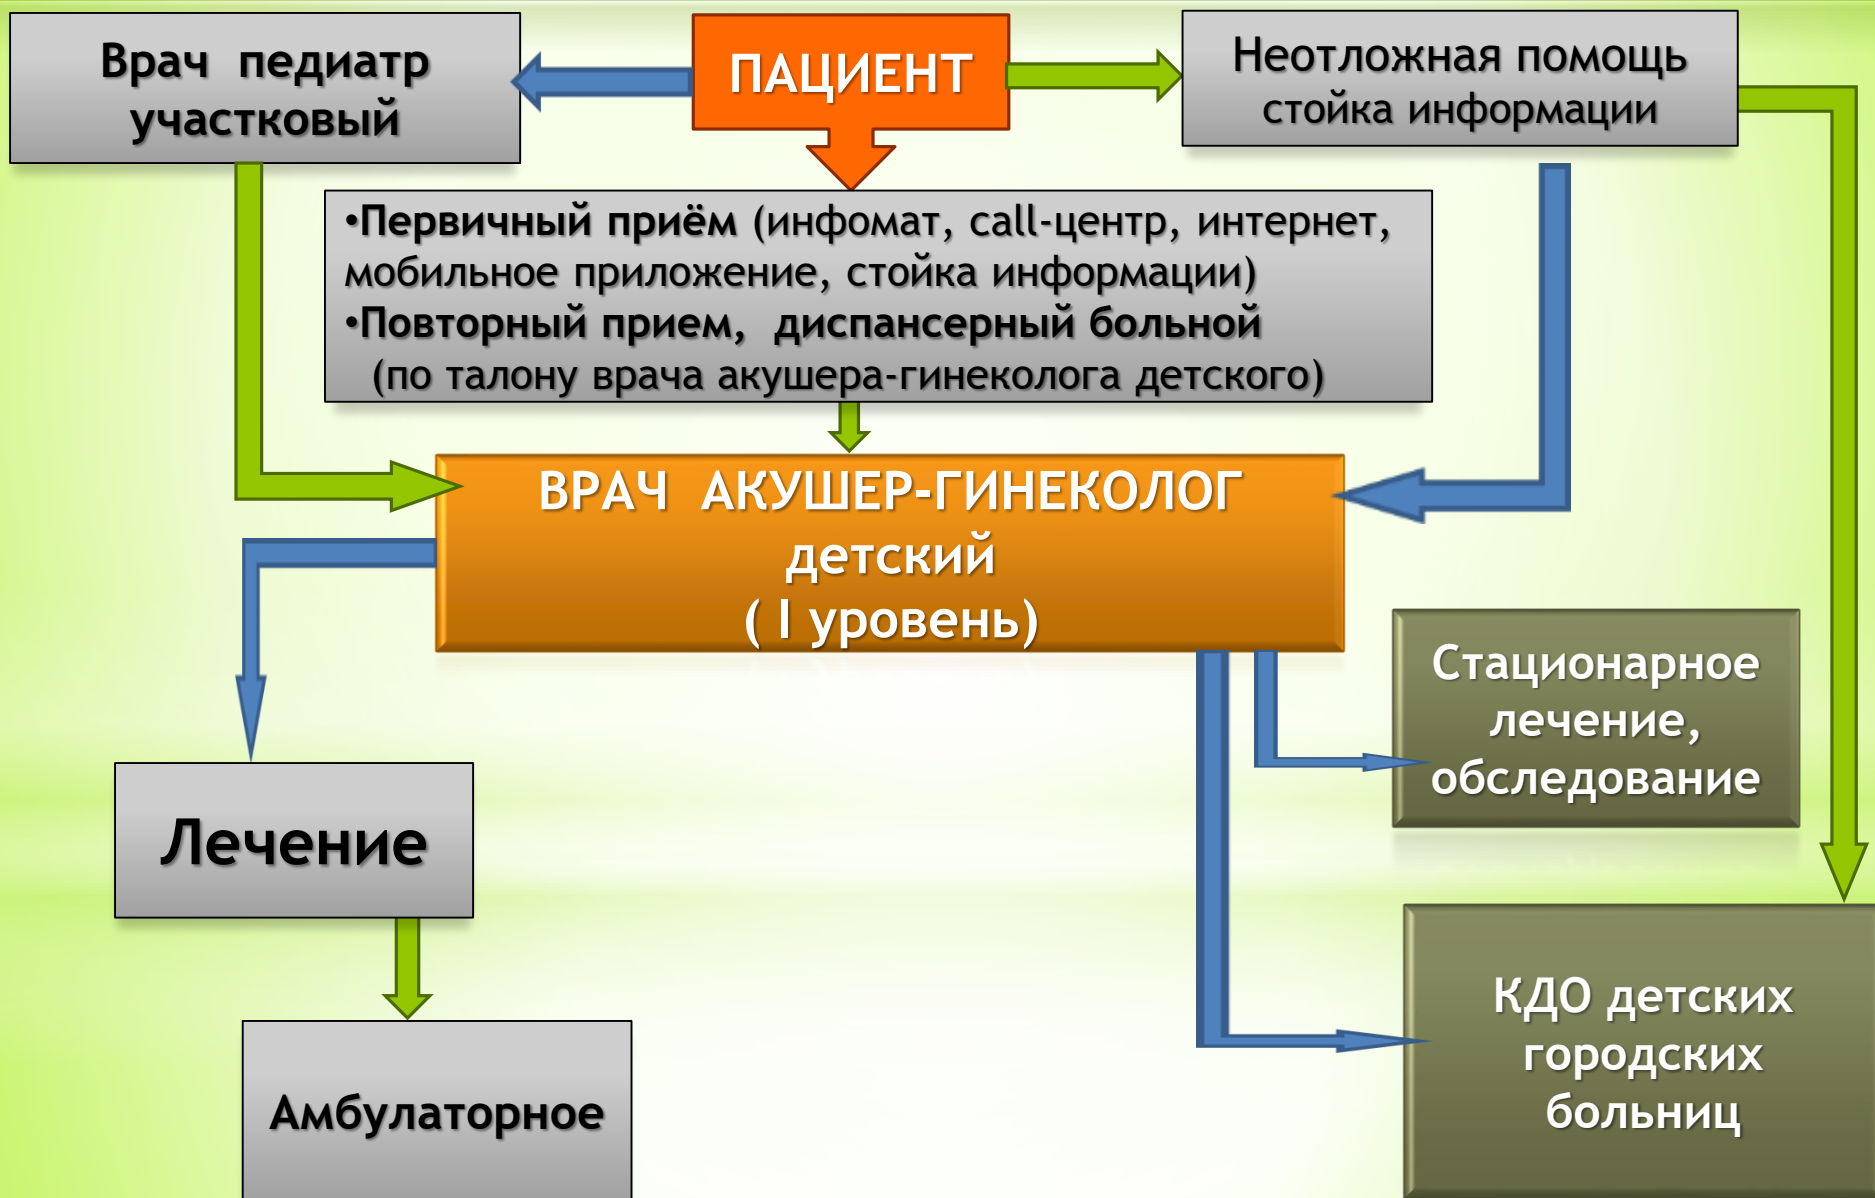 Врач педиатр
участковый
ПАЦИЕНТ
Неотложная помощь
стойка информации
•Первичный приём (инфомат, call-центр, интернет,
мобильное приложение, стойка информации)
•Повторный прием, диспансерный больной
(по талону врача акушера-гинеколога детского)
ВРАЧ АКУШЕР-ГИНЕКОЛОГ
детский
( I уровень)
Стационарное
лечение,
обследование
Лечение
КДО детских
городских
больниц
Амбулаторное